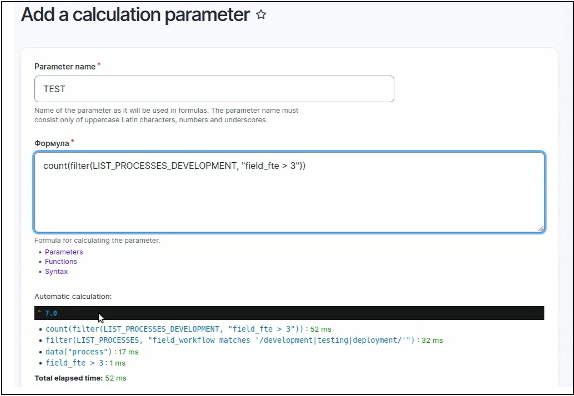 Add a calculation parameter ☆
Parameter name *
TEST
Name of the parameter as it will be used in formulas. The parameter name must
consist only of uppercase Latin characters, numbers and underscores.
Формула *
count(filter(LIST_PROCESSES_DEVELOPMENT, "field_fte > 3"))
Formula for calculating the parameter.
• Parameters
• Functions
• Syntax
Automatic calculation:
^ 7.0
• count(filter(LIST_PROCESSES_DEVELOPMENT, "field_fte > 3")) : 52 ms
• filter(LIST_PROCESSES, "field_workflow matches '/development|testing|deployment/'") : 32 ms
• data("process") : 17 ms
• field_fte > 3 : 1 ms
Total elapsed time: 52 ms